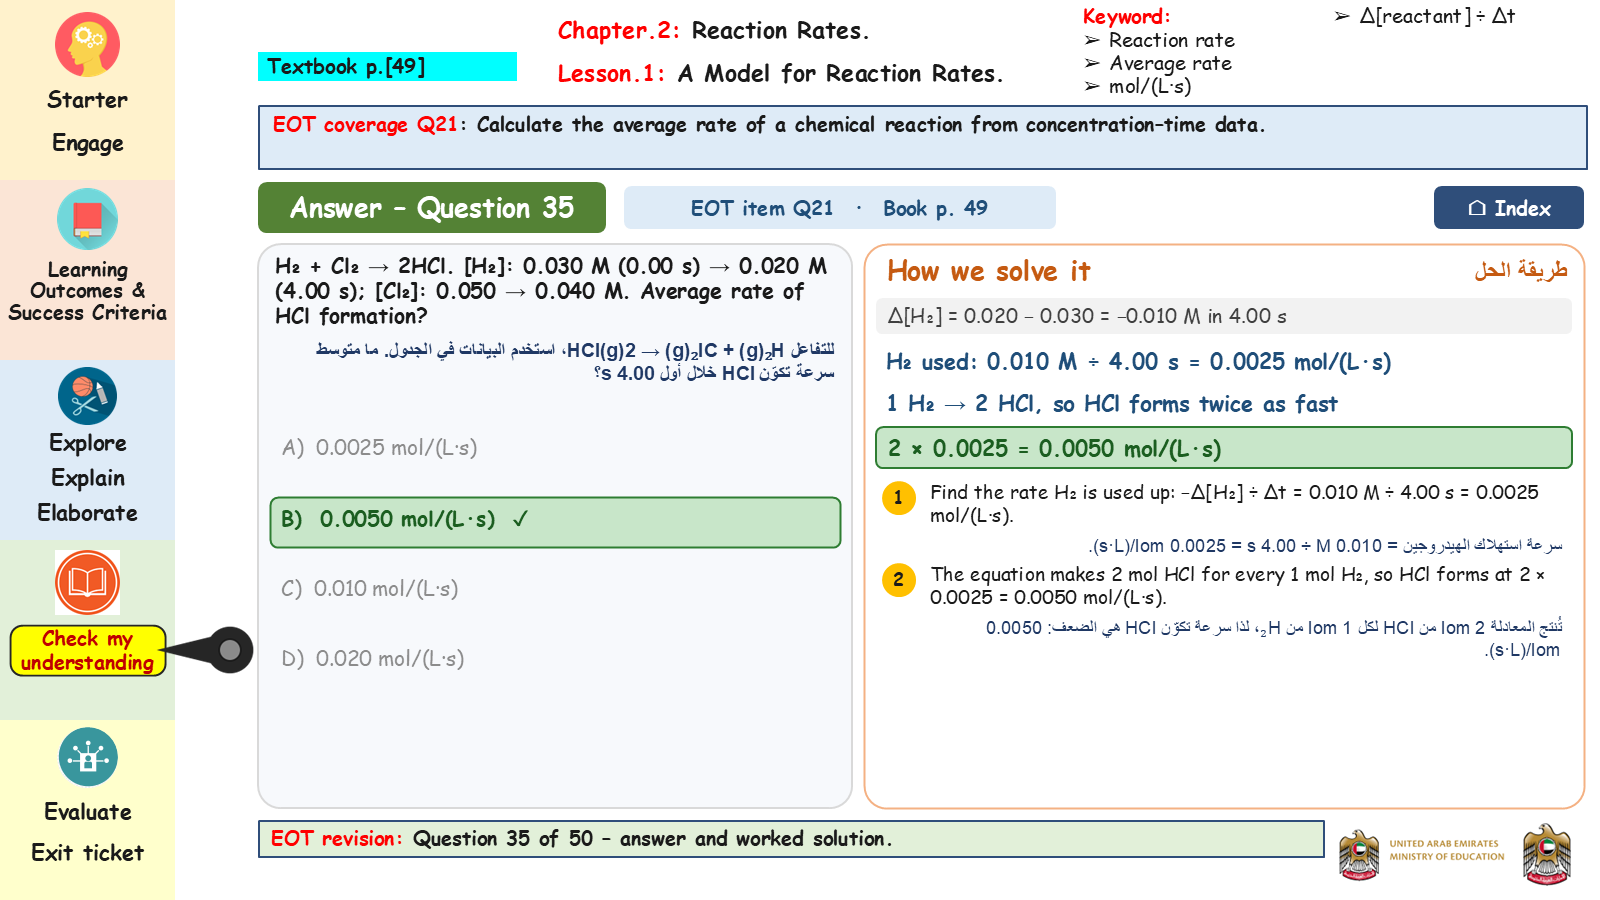 Starter
Engage
Learning
Outcomes &
Success Criteria
Explore
Explain
Elaborate
Check my
understanding
Evaluate
Exit ticket
Textbook p.[49]
Chapter.2: Reaction Rates.
Lesson.1: A Model for Reaction Rates.
Keyword:
➢ Reaction rate
➢ Average rate
➢ mol/(L·s)
➢ Δ[reactant] ÷ Δt
EOT coverage Q21: Calculate the average rate of a chemical reaction from concentration–time data.
Answer – Question 35
EOT item Q21 · Book p. 49
Index
H₂ + Cl₂ → 2HCl. [H₂]: 0.030 M (0.00 s) → 0.020 M
(4.00 s); [Cl₂]: 0.050 → 0.040 M. Average rate of
HCl formation?
للتفاعل HCl(g)2 → (g)₂lC + (g)₂H، استخدم البيانات في الجدول. ما متوسط
سرعة تكوّن HCl خلال أول 4.00 s؟
A) 0.0025 mol/(L·s)
B) 0.0050 mol/(L·s) ✓
C) 0.010 mol/(L·s)
D) 0.020 mol/(L·s)
How we solve it
طريقة الحل
Δ[H₂] = 0.020 − 0.030 = −0.010 M in 4.00 s
H₂ used: 0.010 M ÷ 4.00 s = 0.0025 mol/(L·s)
1 H₂ → 2 HCl, so HCl forms twice as fast
2 × 0.0025 = 0.0050 mol/(L·s)
1 Find the rate H₂ is used up: −Δ[H₂] ÷ Δt = 0.010 M ÷ 4.00 s = 0.0025
mol/(L·s).
سرعة استهلاك الهيدروجين = 0.010 M ÷ 4.00 s = 0.0025 lom/(L·s).
2 The equation makes 2 mol HCl for every 1 mol H₂, so HCl forms at 2 ×
0.0025 = 0.0050 mol/(L·s).
تُنتج المعادلة 2 lom من HCl لكل 1 lom من H₂، لذا سرعة تكوّن HCl هي الضعف: 0.0050
lom/(L·s).
EOT revision: Question 35 of 50 – answer and worked solution.
UNITED ARAB EMIRATES
MINISTRY OF EDUCATION